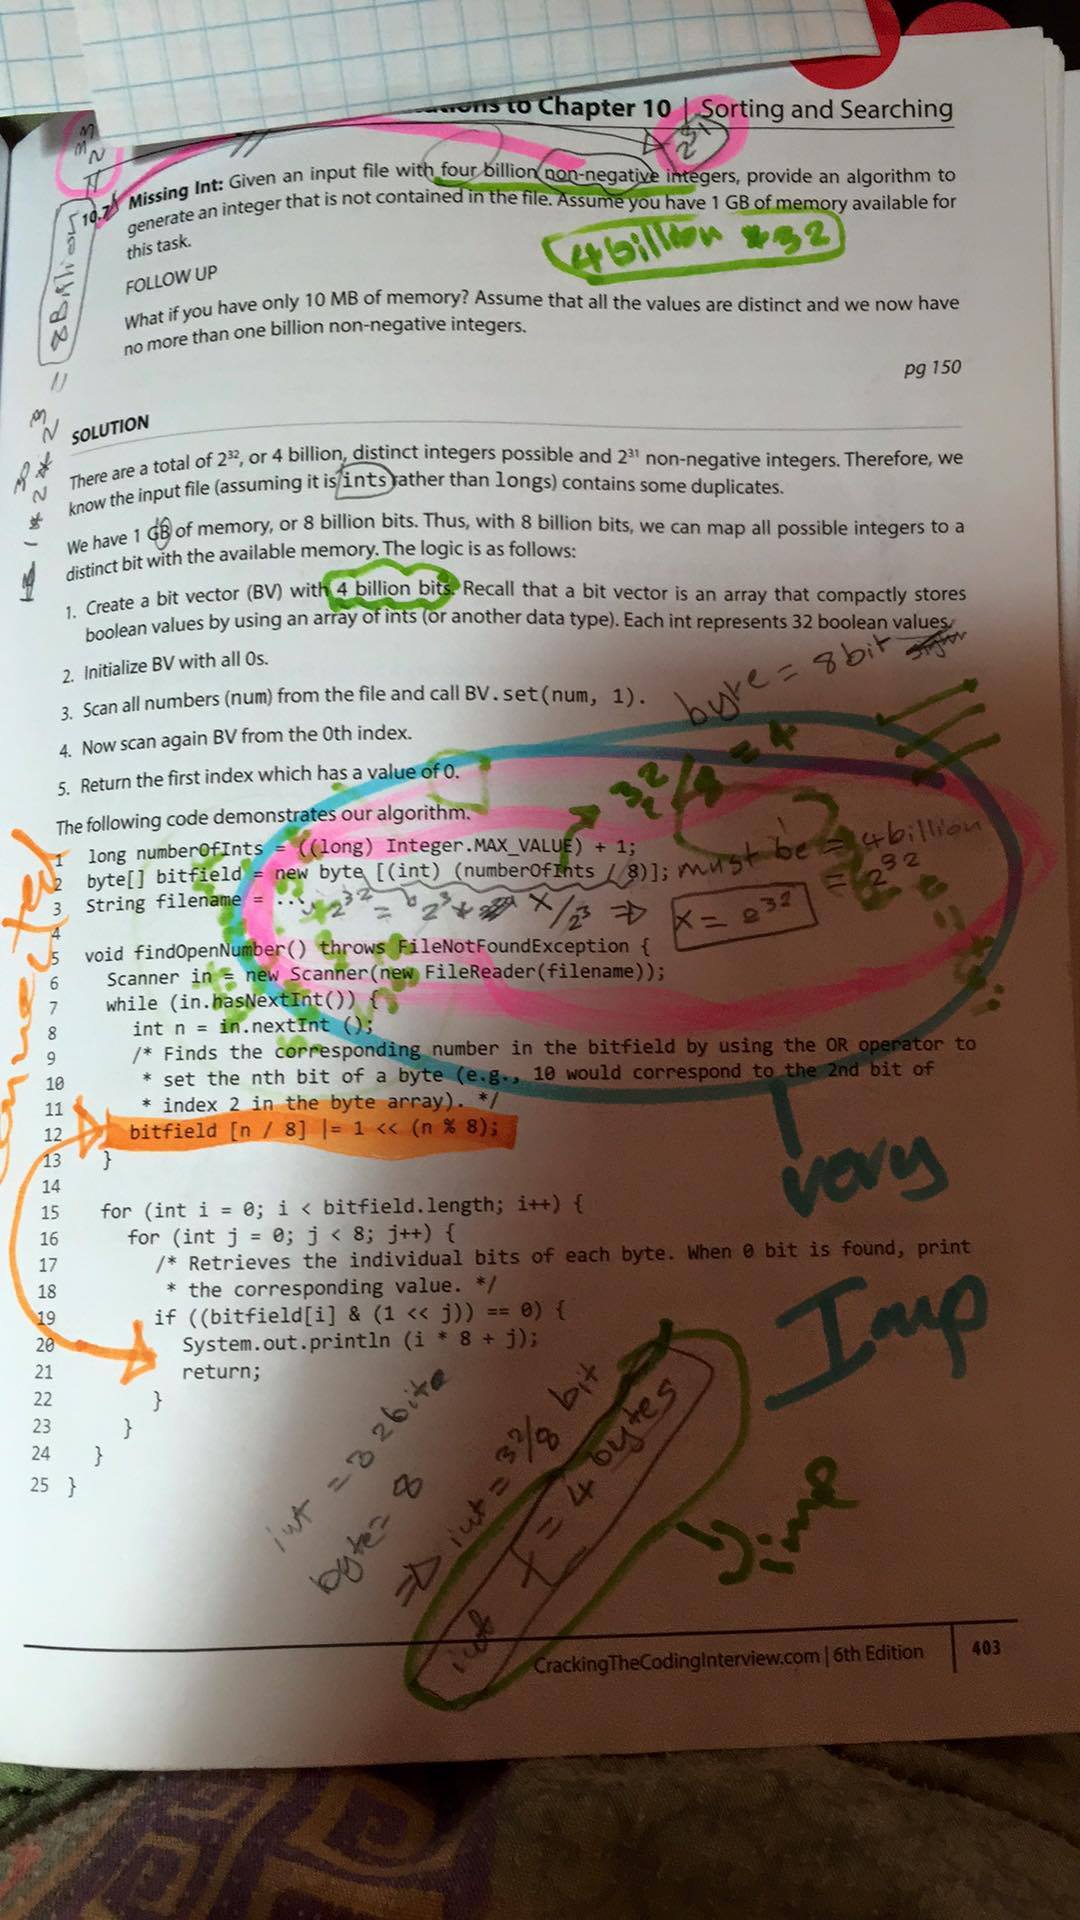 to Chapter 10 | Sorting and Searching
2^31
10.7 Missing Int: Given an input file with four billion non-negative integers, provide an algorithm to
generate an integer that is not contained in the file. Assume you have 1 GB of memory available for
this task.
4 billion * 32
FOLLOW UP
What if you have only 10 MB of memory? Assume that all the values are distinct and we now have
no more than one billion non-negative integers.
pg 150
SOLUTION
There are a total of 2^32, or 4 billion, distinct integers possible and 2^31 non-negative integers. Therefore, we
know the input file (assuming it is ints rather than longs) contains some duplicates.
We have 1 GB of memory, or 8 billion bits. Thus, with 8 billion bits, we can map all possible integers to a
distinct bit with the available memory. The logic is as follows:
1. Create a bit vector (BV) with 4 billion bits. Recall that a bit vector is an array that compactly stores
boolean values by using an array of ints (or another data type). Each int represents 32 boolean values.
2. Initialize BV with all 0s.
byte = 8 bit
3. Scan all numbers (num) from the file and call BV.set(num, 1).
4. Now scan again BV from the 0th index.
5. Return the first index which has a value of 0.
32/8 = 4
The following code demonstrates our algorithm.
1 long numberOfInts = ((long) Integer.MAX_VALUE) + 1;
2 byte[] bitfield = new byte [(int) (numberOfInts / 8)]; must be = 4 billion
= 2^32
3 String filename = ...
x = 2^32
4
5 void findOpenNumber() throws FileNotFoundException {
6 Scanner in = new Scanner(new FileReader(filename));
7 while (in.hasNextInt()) {
8 int n = in.nextInt ();
9 /* Finds the corresponding number in the bitfield by using the OR operator to
10 * set the nth bit of a byte (e.g., 10 would correspond to the 2nd bit of
11 * index 2 in the byte array). */
12 bitfield [n / 8] |= 1 << (n % 8);
13 }
very
14
15 for (int i = 0; i < bitfield.length; i++) {
16 for (int j = 0; j < 8; j++) {
17 /* Retrieves the individual bits of each byte. When 0 bit is found, print
18 * the corresponding value. */
19 if ((bitfield[i] & (1 << j)) == 0) {
Imp
20 System.out.println (i * 8 + j);
21 return;
22 }
23 }
24 }
25 }
int = 32 bite
byte = 8
=> int = 32/8 bit
int x = 4 bytes
CrackingTheCodingInterview.com | 6th Edition
403